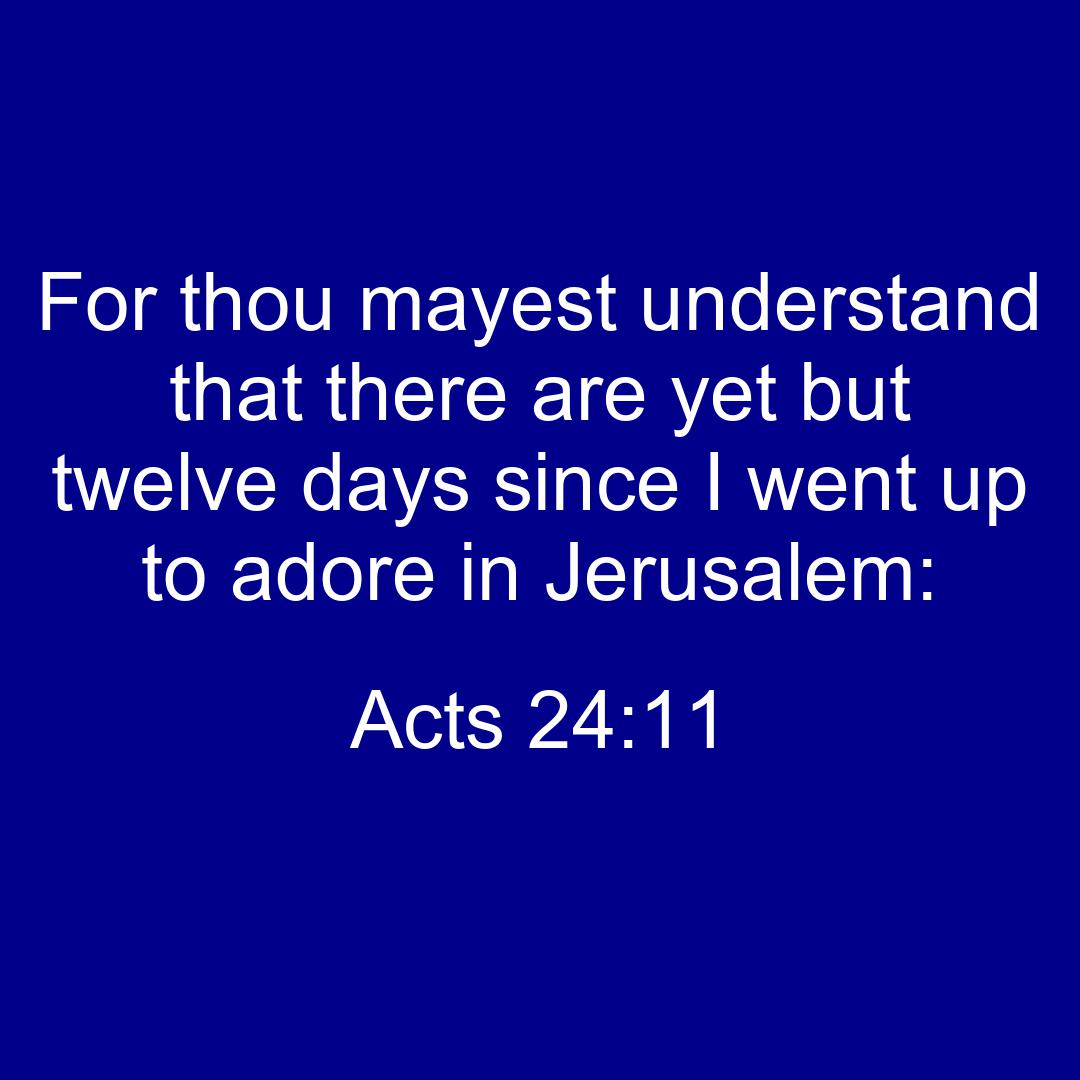 For thou mayest understand
that there are yet but
twelve days since I went up
to adore in Jerusalem:
Acts 24:11